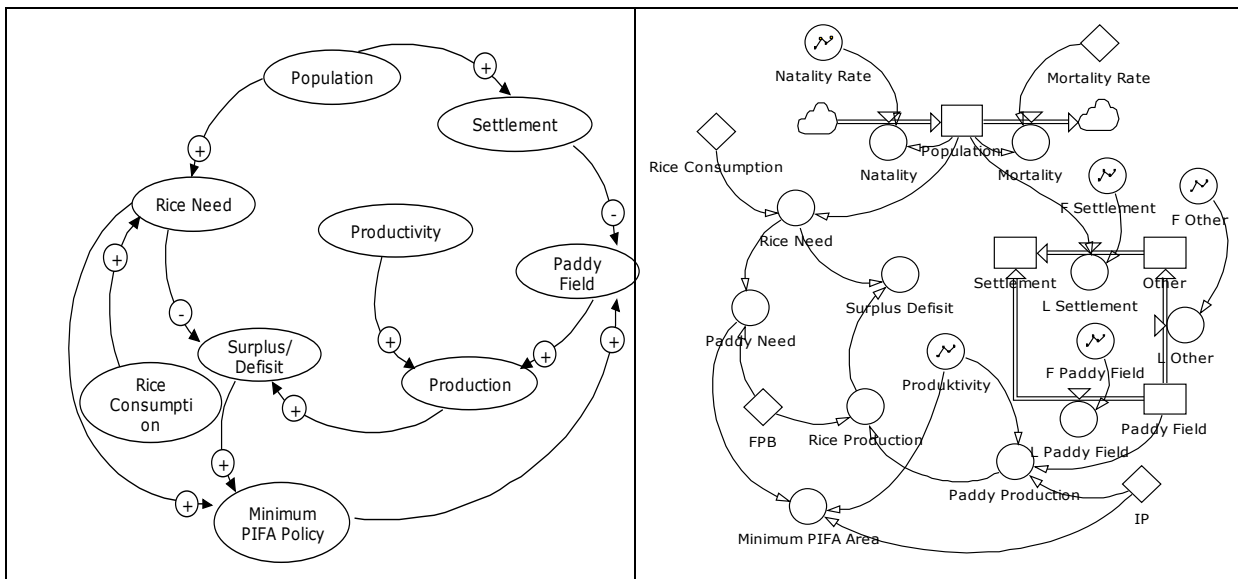 +
Population
+
Settlement
+
Rice Need
Productivity
-
+
Paddy
Field
-
Surplus/
Defisit
+
+
+
Rice
Consumpti
on
Production
+
+
+
+
Minimum
PIFA Policy
Natality Rate
Mortality Rate
Rice Consumption
Population
Natality
Mortality
F Settlement
F Other
Rice Need
Settlement
Other
Surplus Defisit
L Settlement
Paddy Need
L Other
Produktivity
F Paddy Field
FPB
Rice Production
Paddy Field
L Paddy Field
Paddy Production
IP
Minimum PIFA Area